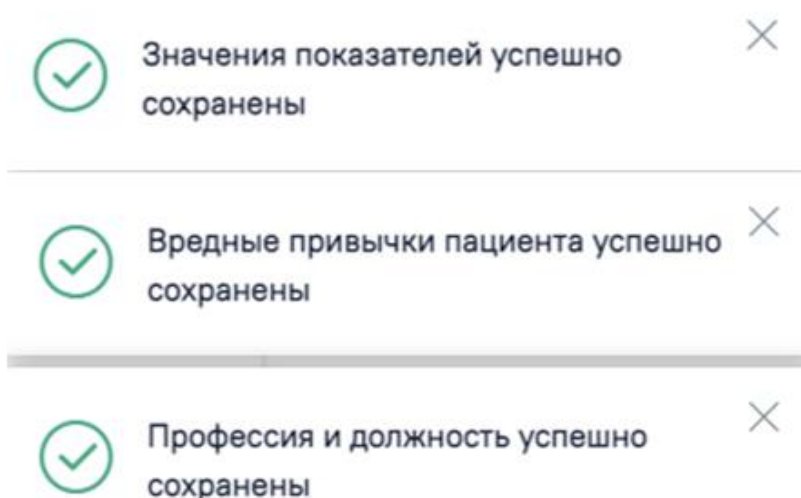 Значения показателей успешно
сохранены
Вредные привычки пациента успешно
сохранены
Профессия и должность успешно
сохранены